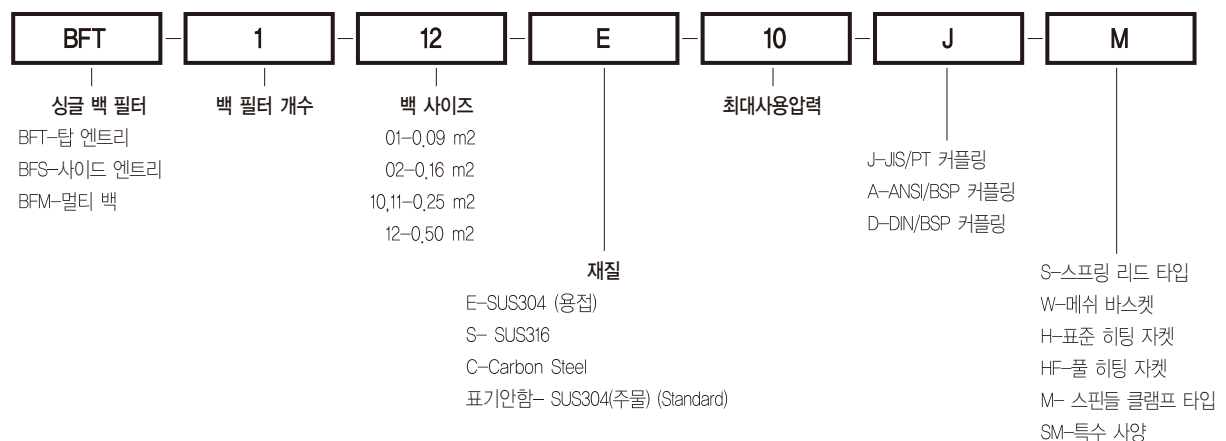 BFT – 1 – 12 – E – 10 – J – M
싱글 백 필터
BFT–탑 엔트리
BFS–사이드 엔트리
BFM–멀티 백
백 필터 개수
백 사이즈
01–0.09 m2
02–0.16 m2
10,11–0.25 m2
12–0.50 m2
재질
E–SUS304 (용접)
S– SUS316
C–Carbon Steel
표기안함– SUS304(주물) (Standard)
최대사용압력
J–JIS/PT 커플링
A–ANSI/BSP 커플링
D–DIN/BSP 커플링
S–스프링 리드 타입
W–메쉬 바스켓
H–표준 히팅 자켓
HF–풀 히팅 자켓
M– 스핀들 클램프 타입
SM–특수 사양